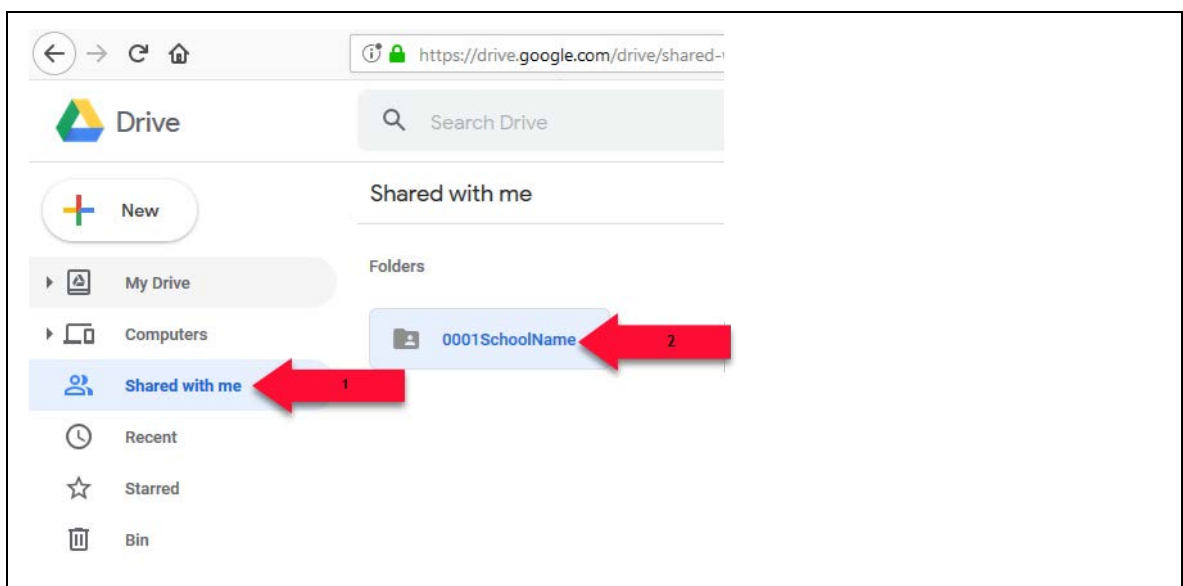 https://drive.google.com/drive/shared-
Drive
Search Drive
New
Shared with me
Folders
My Drive
Computers
0001SchoolName
2
Shared with me
1
Recent
Starred
Bin